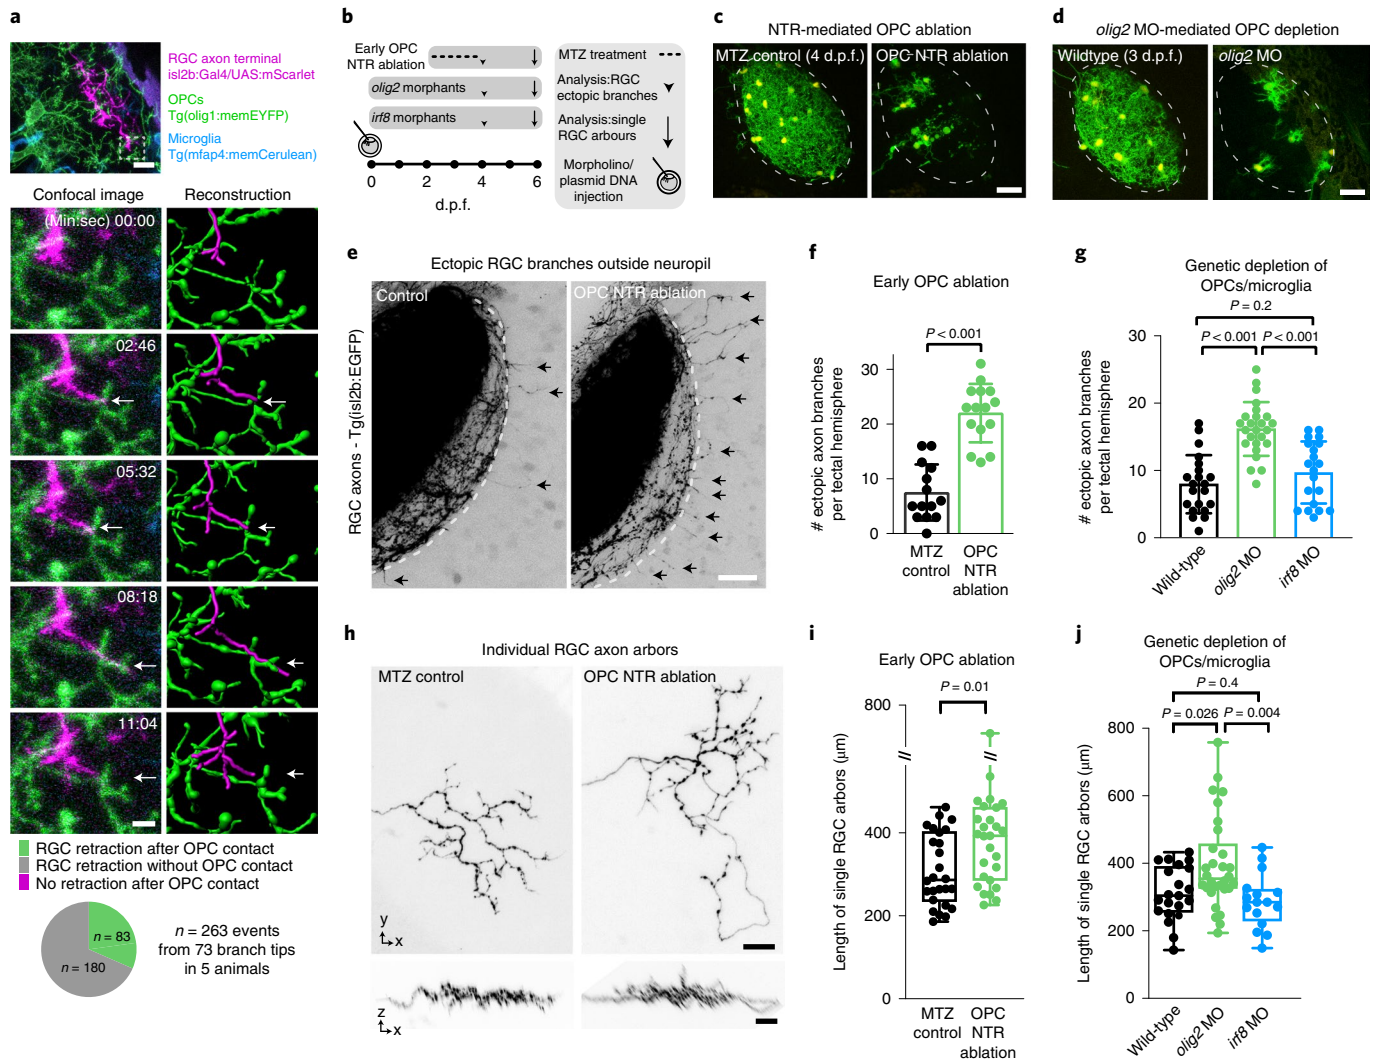 a
RGC axon terminal
isl2b:Gal4/UAS:mScarlet
OPCs
Tg(olig1:memEYFP)
Microglia
Tg(mfap4:memCerulean)
Confocal image
Reconstruction
(Min:sec) 00:00
02:46
05:32
08:18
11:04
RGC retraction after OPC contact
RGC retraction without OPC contact
No retraction after OPC contact
n = 83
n = 180
n = 263 events
from 73 branch tips
in 5 animals
b
Early OPC
NTR ablation
olig2 morphants
irf8 morphants
0 2 4 6
d.p.f.
MTZ treatment
Analysis:RGC
ectopic branches
Analysis:single
RGC arbours
Morpholino/
plasmid DNA
injection
c
NTR-mediated OPC ablation
MTZ control (4 d.p.f.)
OPC NTR ablation
d
olig2 MO-mediated OPC depletion
Wildtype (3 d.p.f.)
olig2 MO
e
Ectopic RGC branches outside neuropil
RGC axons - Tg(isl2b:EGFP)
Control
OPC NTR ablation
f
Early OPC ablation
P < 0.001
# ectopic axon branches
per tectal hemisphere
30
20
10
0
MTZ
control
OPC
NTR
ablation
g
Genetic depletion of
OPCs/microglia
P = 0.2
P < 0.001
P < 0.001
# ectopic axon branches
per tectal hemisphere
30
20
10
0
Wild-type
olig2 MO
irf8 MO
h
Individual RGC axon arbors
MTZ control
OPC NTR ablation
y
x
z
x
i
Early OPC ablation
P = 0.01
Length of single RGC arbors (μm)
800
400
200
0
MTZ
control
OPC
NTR
ablation
j
Genetic depletion of
OPCs/microglia
P = 0.4
P = 0.026
P = 0.004
Length of single RGC arbors (μm)
800
600
400
200
0
Wild-type
olig2 MO
irf8 MO